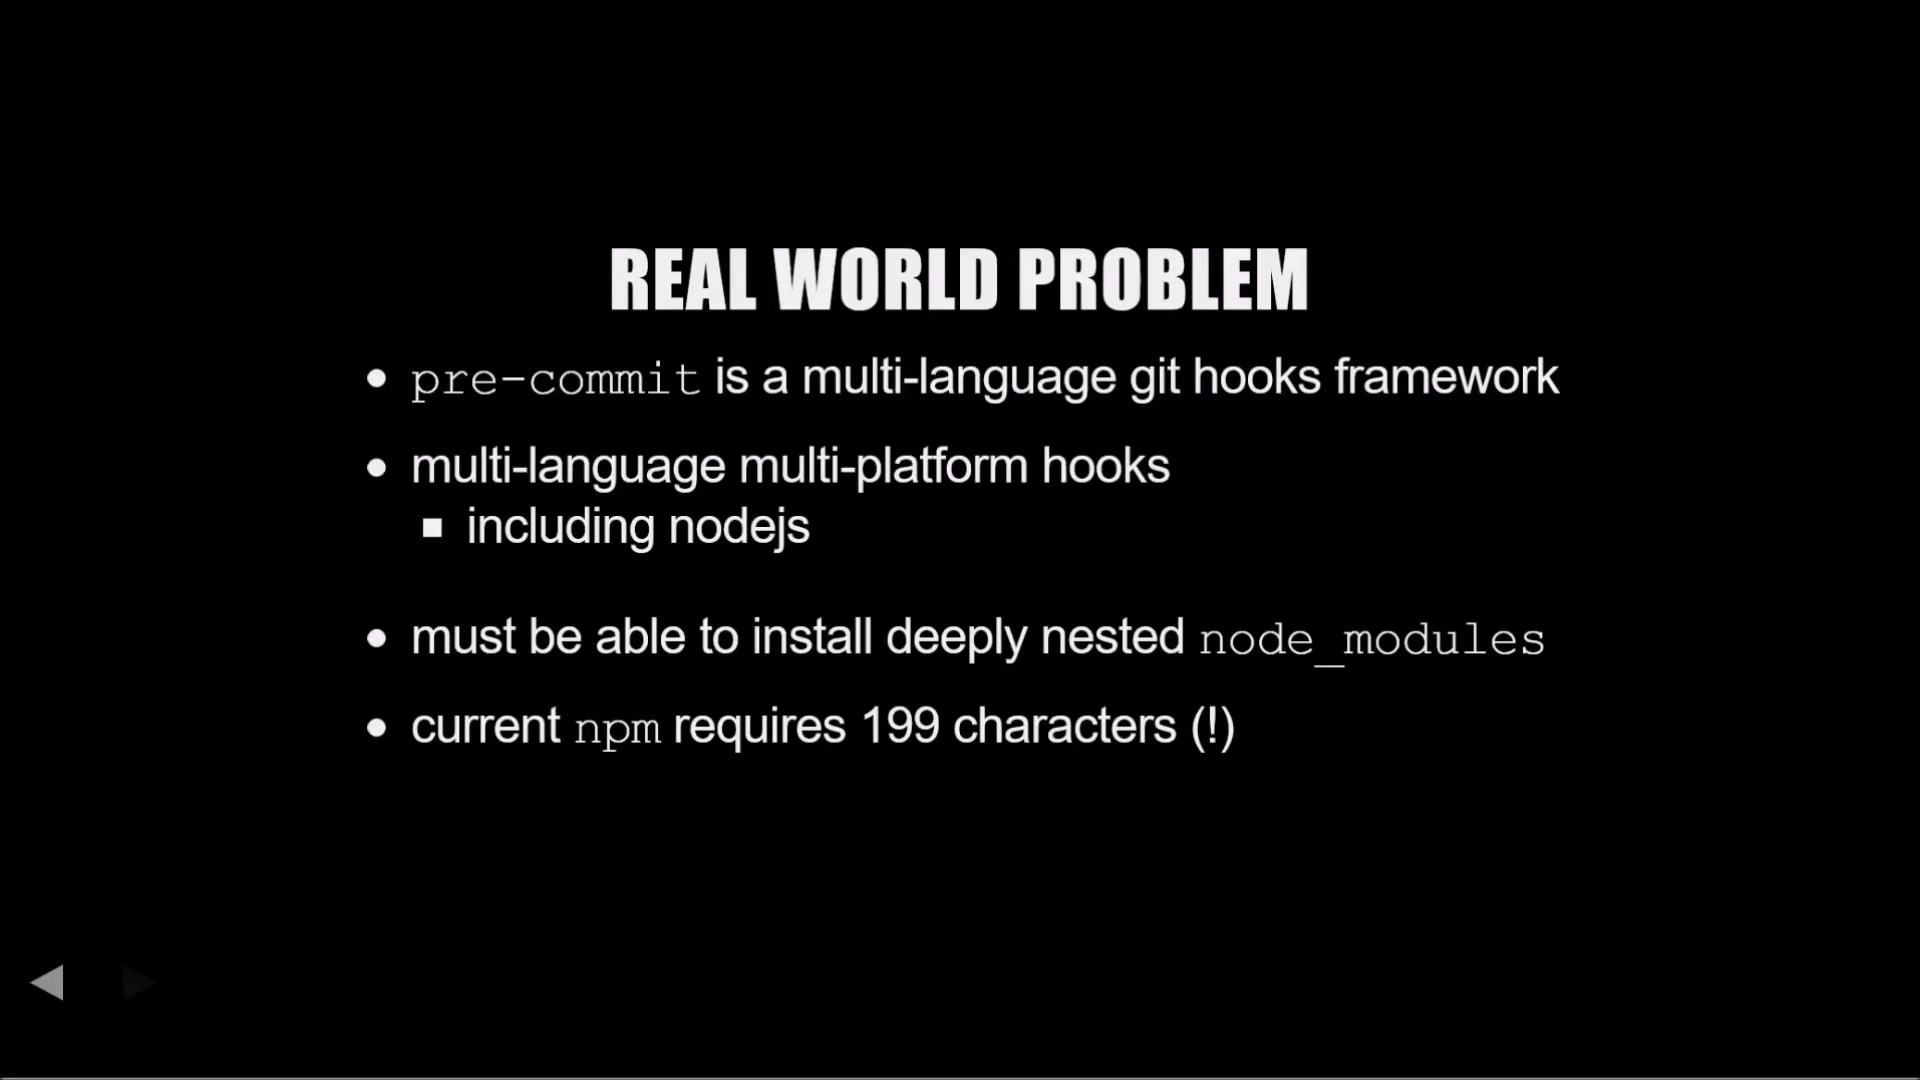 REAL WORLD PROBLEM
pre-commit is a multi-language git hooks framework
multi-language multi-platform hooks
including nodejs
must be able to install deeply nested node_modules
current npm requires 199 characters (!)